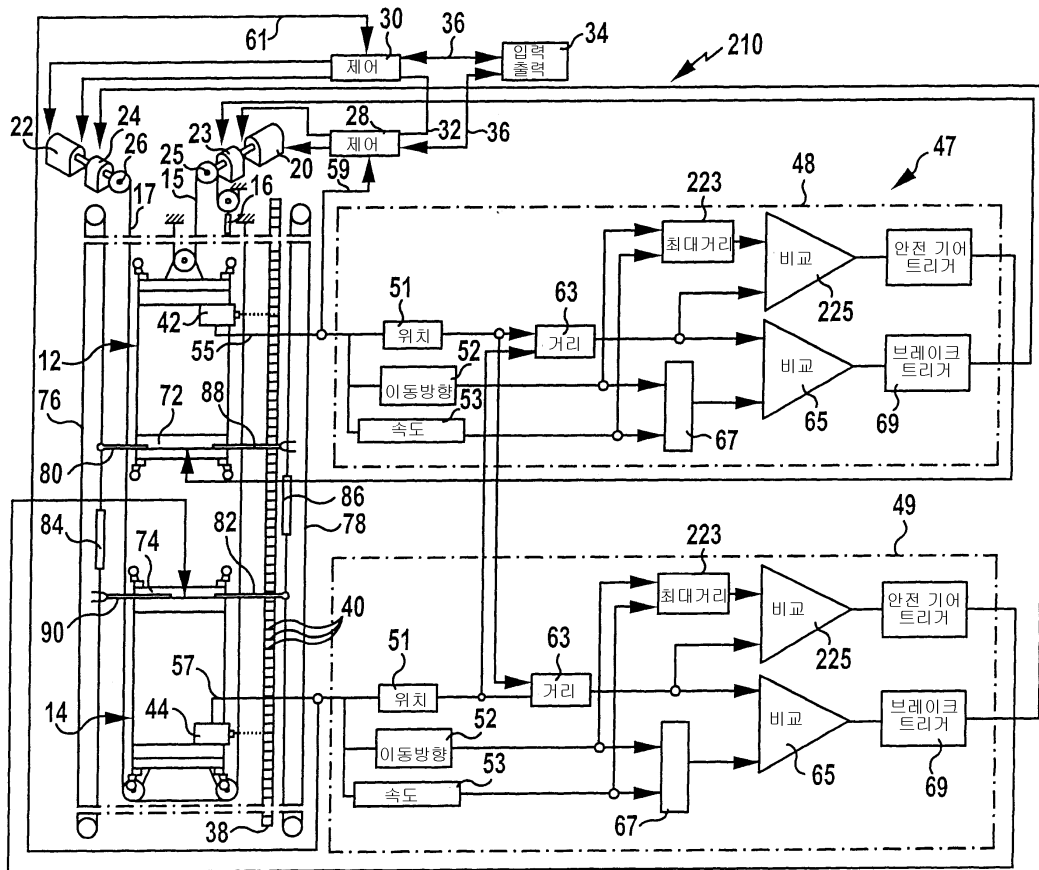 61
30
36
34
210
제어
입력
출력
22
24
26
23
28
32
36
25
제어
20
15
16
59
17
47
48
223
최대거리
비교
225
안전 기어
트리거
42
55
51
위치
63
거리
12
52
이동방향
비교
65
브레이크
트리거
69
76
72
88
53
속도
67
80
86
78
84
74
82
49
90
40
223
최대거리
비교
225
안전 기어
트리거
57
51
위치
63
거리
14
44
52
이동방향
비교
65
브레이크
트리거
69
53
속도
67
38